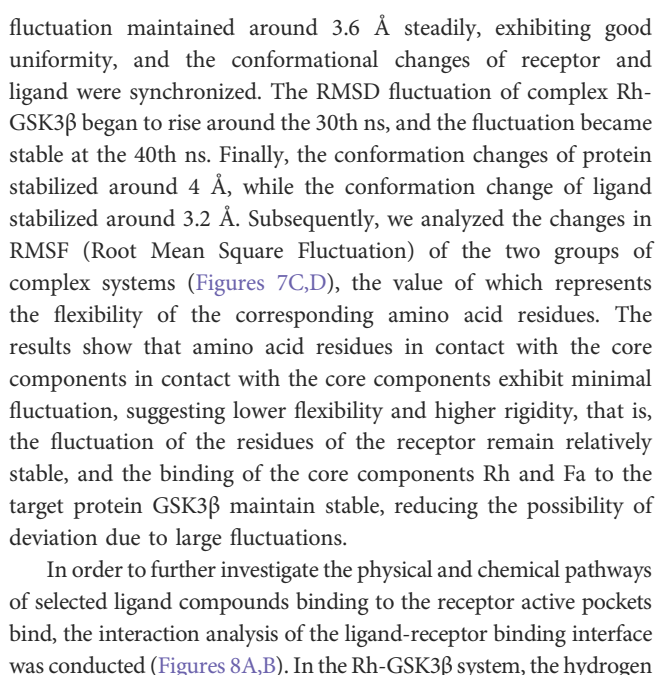 fluctuation maintained around 3.6 Å steadily, exhibiting good
uniformity, and the conformational changes of receptor and
ligand were synchronized. The RMSD fluctuation of complex Rh-
GSK3β began to rise around the 30th ns, and the fluctuation became
stable at the 40th ns. Finally, the conformation changes of protein
stabilized around 4 Å, while the conformation change of ligand
stabilized around 3.2 Å. Subsequently, we analyzed the changes in
RMSF (Root Mean Square Fluctuation) of the two groups of
complex systems (Figures 7C,D), the value of which represents
the flexibility of the corresponding amino acid residues. The
results show that amino acid residues in contact with the core
components in contact with the core components exhibit minimal
fluctuation, suggesting lower flexibility and higher rigidity, that is,
the fluctuation of the residues of the receptor remain relatively
stable, and the binding of the core components Rh and Fa to the
target protein GSK3β maintain stable, reducing the possibility of
deviation due to large fluctuations.
In order to further investigate the physical and chemical pathways
of selected ligand compounds binding to the receptor active pockets
bind, the interaction analysis of the ligand-receptor binding interface
was conducted (Figures 8A,B). In the Rh-GSK3β system, the hydrogen